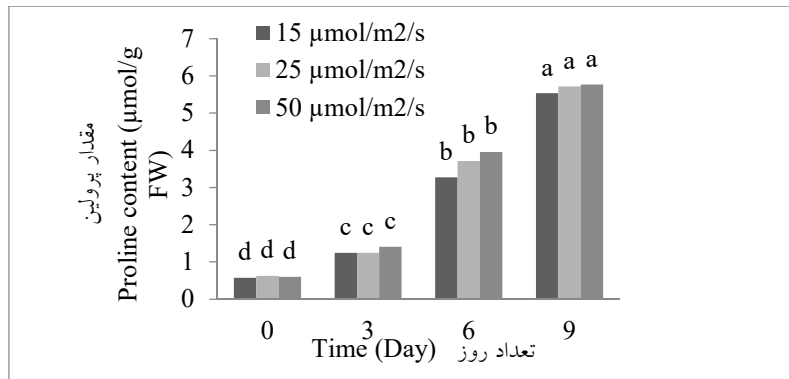 15 µmol/m2/s
25 µmol/m2/s
50 µmol/m2/s
مقدار پرولین
Proline content (µmol/g
FW)
7
6
5
4
3
2
1
0
d d d
c c c
b b b
a a a
0 3 6 9
Time (Day) تعداد روز